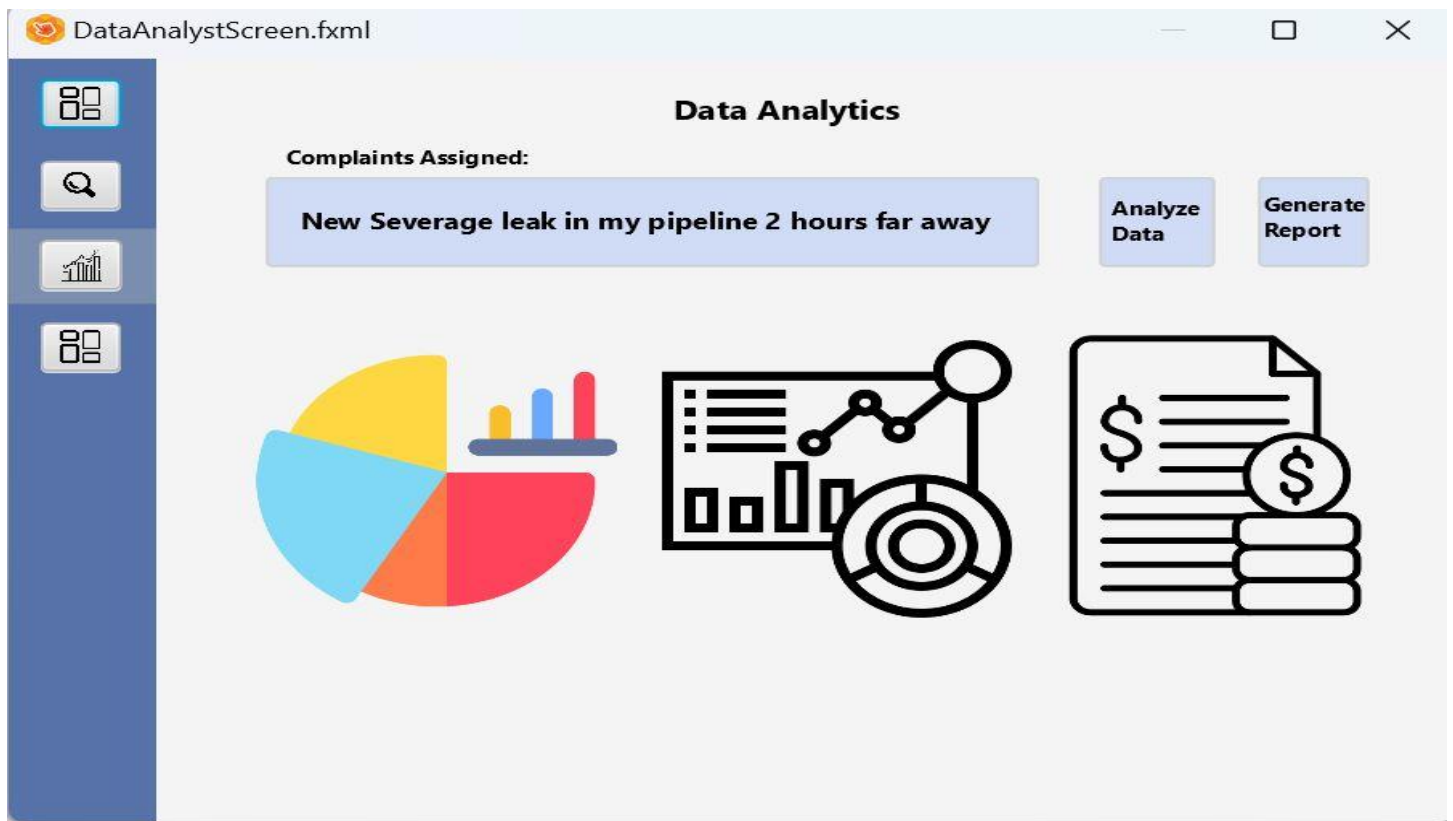 DataAnalystScreen.fxml
Data Analytics
Complaints Assigned:
New Severage leak in my pipeline 2 hours far away
Analyze
Data
Generate
Report
$
$